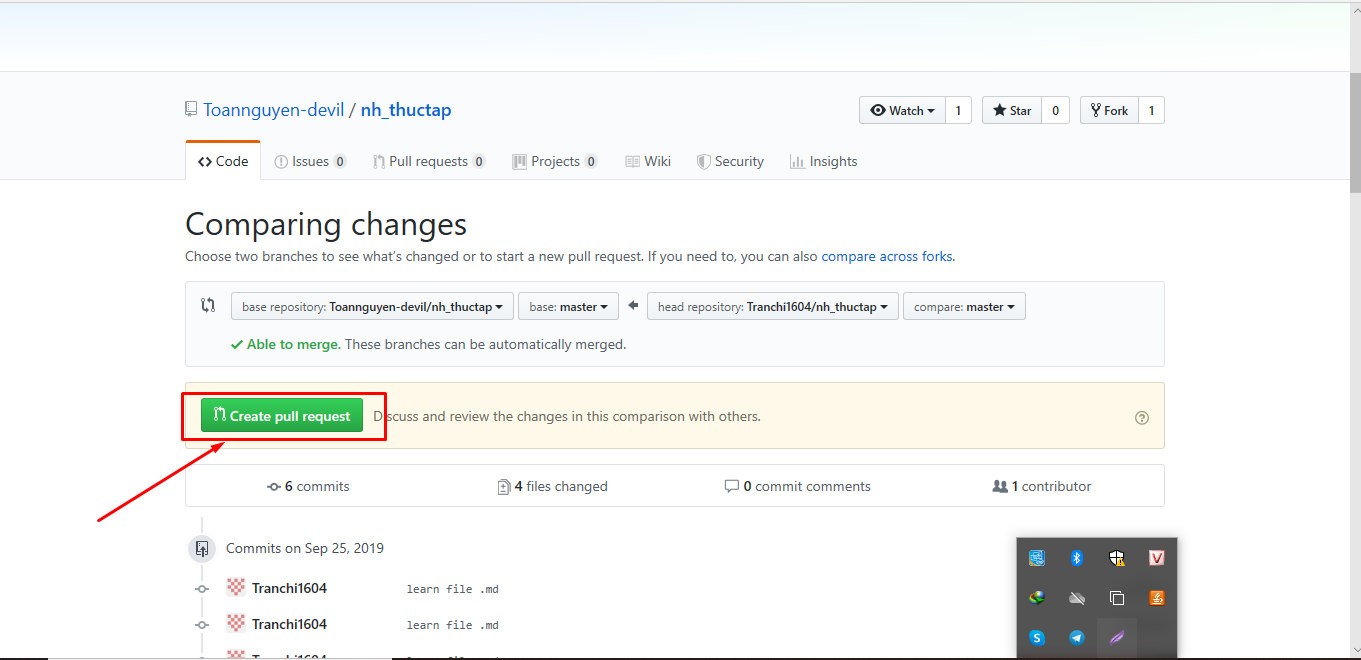 Toannguyen-devil / nh_thuctap
Watch 1 Star 0 Fork 1
Code Issues 0 Pull requests 0 Projects 0 Wiki Security Insights
Comparing changes
Choose two branches to see what’s changed or to start a new pull request. If you need to, you can also compare across forks.
base repository: Toannguyen-devil/nh_thuctap base: master head repository: Tranchi1604/nh_thuctap compare: master
Able to merge. These branches can be automatically merged.
Create pull request Discuss and review the changes in this comparison with others.
6 commits 4 files changed 0 commit comments 1 contributor
Commits on Sep 25, 2019
Tranchi1604 learn file .md
Tranchi1604 learn file .md